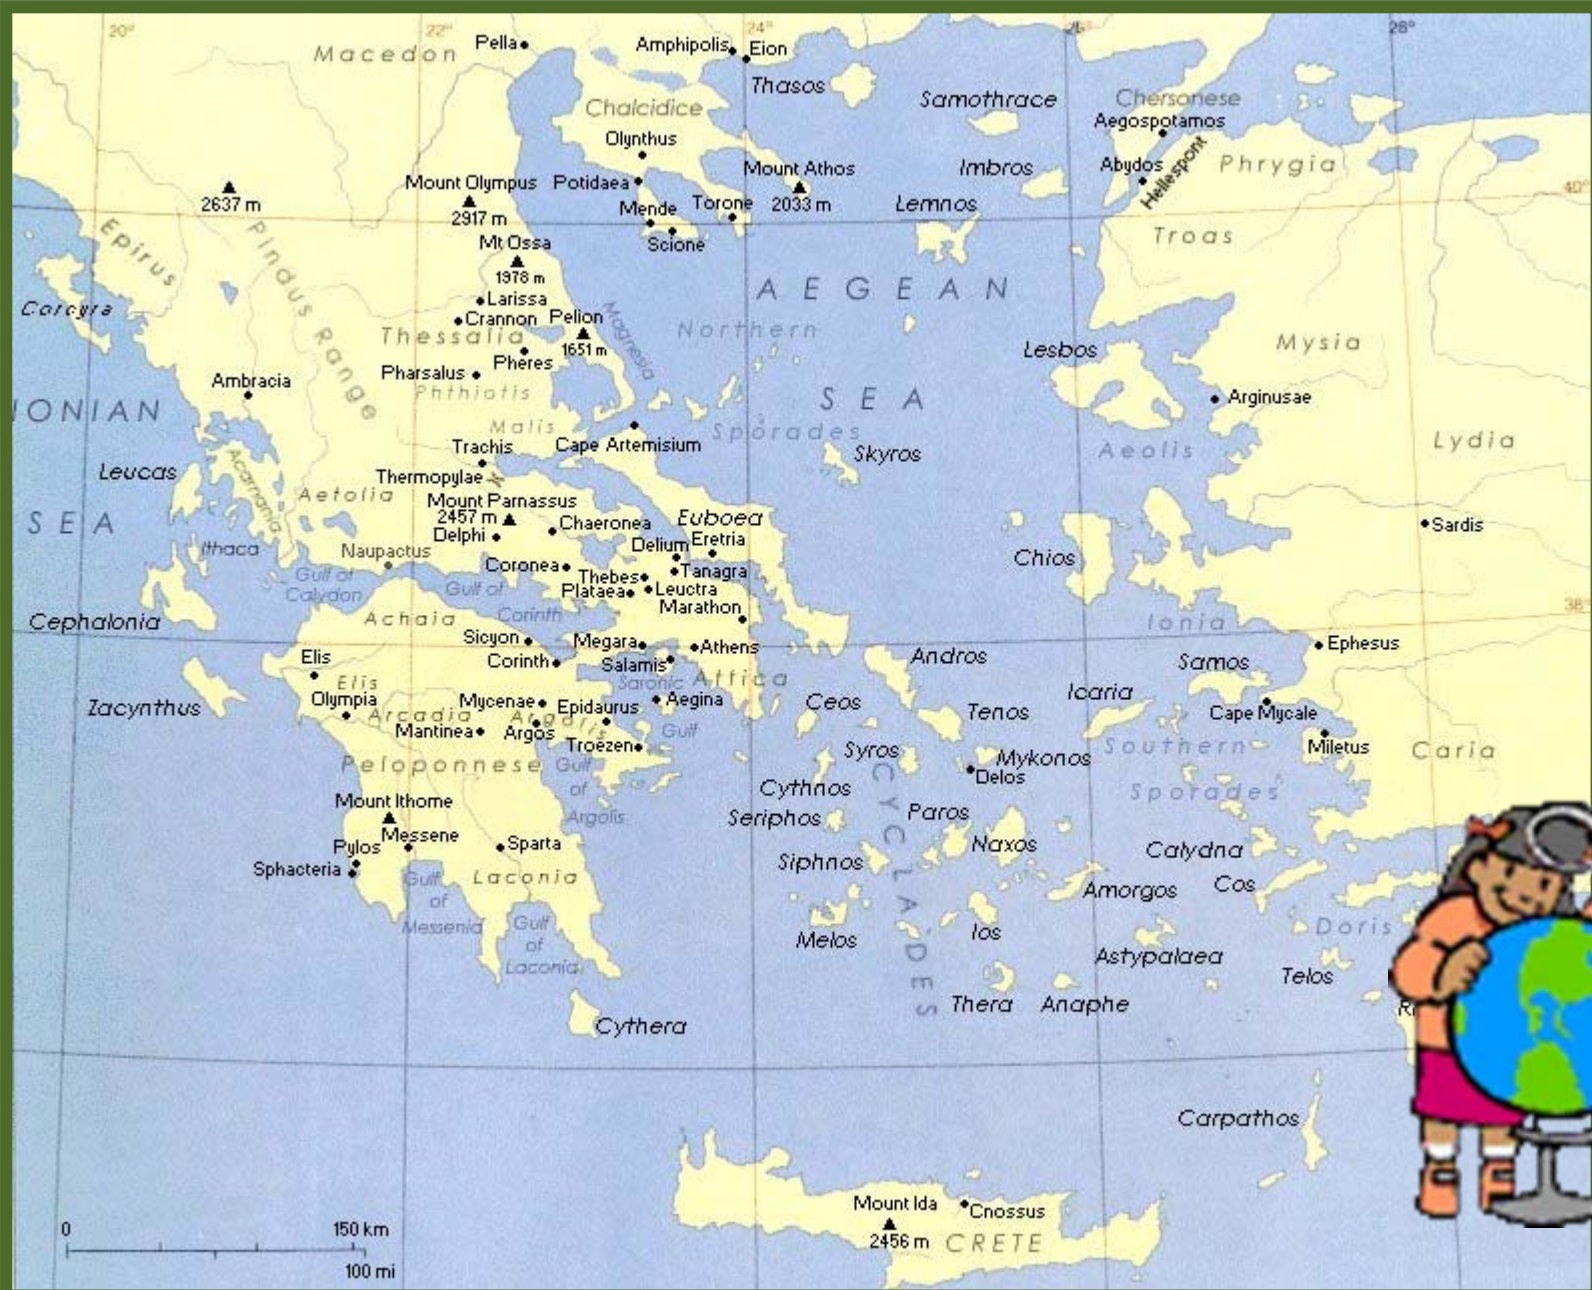 20°
22°
24°
26°
28°
Macedon
Pella
Amphipolis
Eion
Thasos
Samothrace
Chersonese
Aegospotamos
Chalcidice
Olynthus
Mount Athos
2033 m
Imbros
Abydos
Hellespont
Phrygia
40°
2637 m
Mount Olympus
2917 m
Potidaea
Mende
Torone
Scione
Lemnos
Troas
Epirus
Pindus Range
Mt Ossa
1978 m
AEGEAN
Corcyra
Larissa
Crannon
Pelion
1651 m
Magnesia
Northern
Thessalia
Pheres
Lesbos
Mysia
Ambracia
Pharsalus
Phthiotis
SEA
Arginusae
IONIAN
Malis
Cape Artemisium
Sporades
Aeolis
Lydia
Trachis
Skyros
Leucas
Acarnania
Thermopylae
Aetolia
Mount Parnassus
2457 m
Delphi
Chaeronea
Euboea
SEA
Sardis
Ithaca
Naupactus
Delium
Eretria
Chios
Gulf of
Calydon
Coronea
Thebes
Tanagra
Gulf of
Corinth
Plataea
Leuctra
Marathon
38°
Cephalonia
Achaia
Ionia
Sicyon
Megara
Athens
Ephesus
Elis
Corinth
Salamis
Andros
Samos
Elis
Saronic
Gulf
Attica
Icaria
Zacynthus
Olympia
Arcadia
Mycenae
Argolis
Epidaurus
Aegina
Ceos
Tenos
Cape Mycale
Mantinea
Argos
Troezen
Syros
Mykonos
Southern
Miletus
Caria
Peloponnese
Gulf
of
Argolis
CYCLADES
Delos
Cythnos
Sporades
Mount Ithome
Seriphos
Paros
Messene
Pylos
Sparta
Naxos
Calydna
Sphacteria
Siphnos
Gulf
of
Messenia
Laconia
Amorgos
Cos
Gulf
of
Laconia
Melos
Ios
Doris
Astypalaea
Telos
Thera
Anaphe
Cythera
Carpathos
Mount Ida
2456 m
Cnossus
CRETE
0
150 km
100 mi